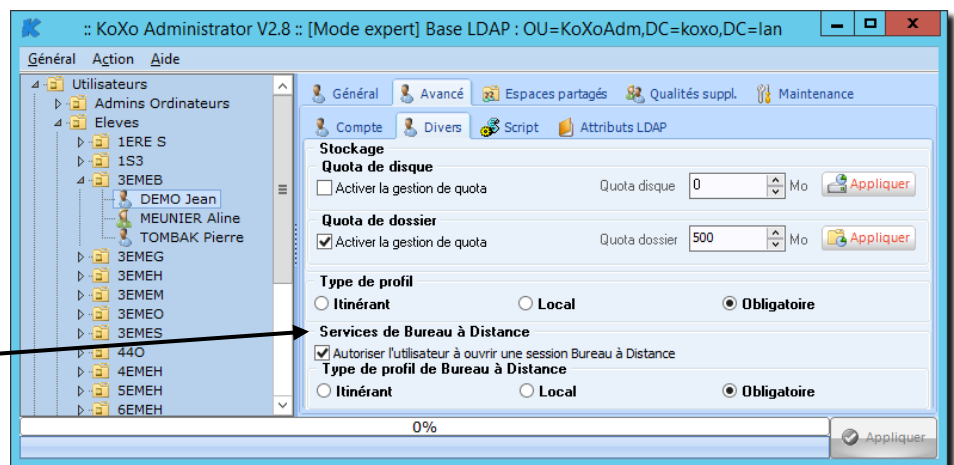 :: KoXo Administrator V2.8 :: [Mode expert] Base LDAP : OU=KoXoAdm,DC=koxo,DC=lan
Général Action Aide
Utilisateurs
Admins Ordinateurs
Eleves
1ERE S
1S3
3EMEB
DEMO Jean
MEUNIER Aline
TOMBAK Pierre
3EMEG
3EMEH
3EMEM
3EMEO
3EMES
44O
4EMEH
5EMEH
6EMEH
Général Avancé Espaces partagés Qualités suppl. Maintenance
Compte Divers Script Attributs LDAP
Stockage
Quota de disque
Activer la gestion de quota Quota disque 0 Mo Appliquer
Quota de dossier
Activer la gestion de quota Quota dossier 500 Mo Appliquer
Type de profil
Itinérant Local Obligatoire
Services de Bureau à Distance
Autoriser l'utilisateur à ouvrir une session Bureau à Distance
Type de profil de Bureau à Distance
Itinérant Local Obligatoire
0%
Appliquer